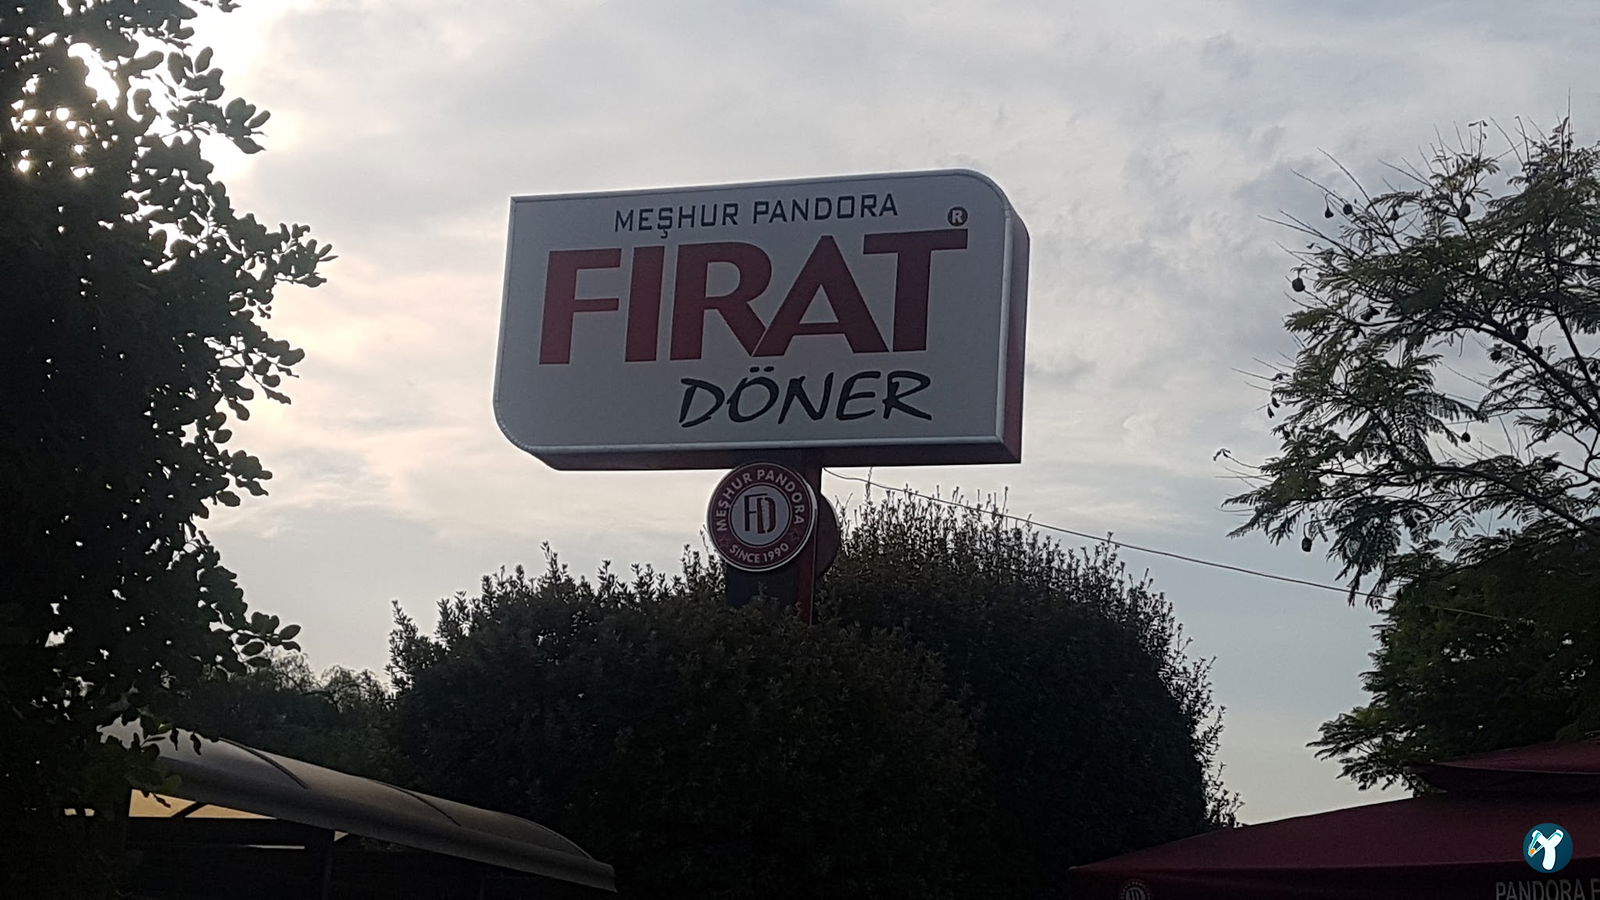 MEŞHUR PANDORA ®
FIRAT
DÖNER
MEŞHUR PANDORA
FD
SINCE 1990
PANDORA F